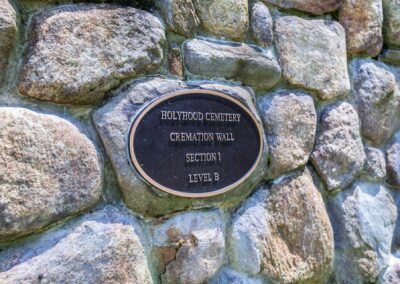 HOLYHOOD CEMETERY
CREMATION WALL
SECTION 1
LEVEL B